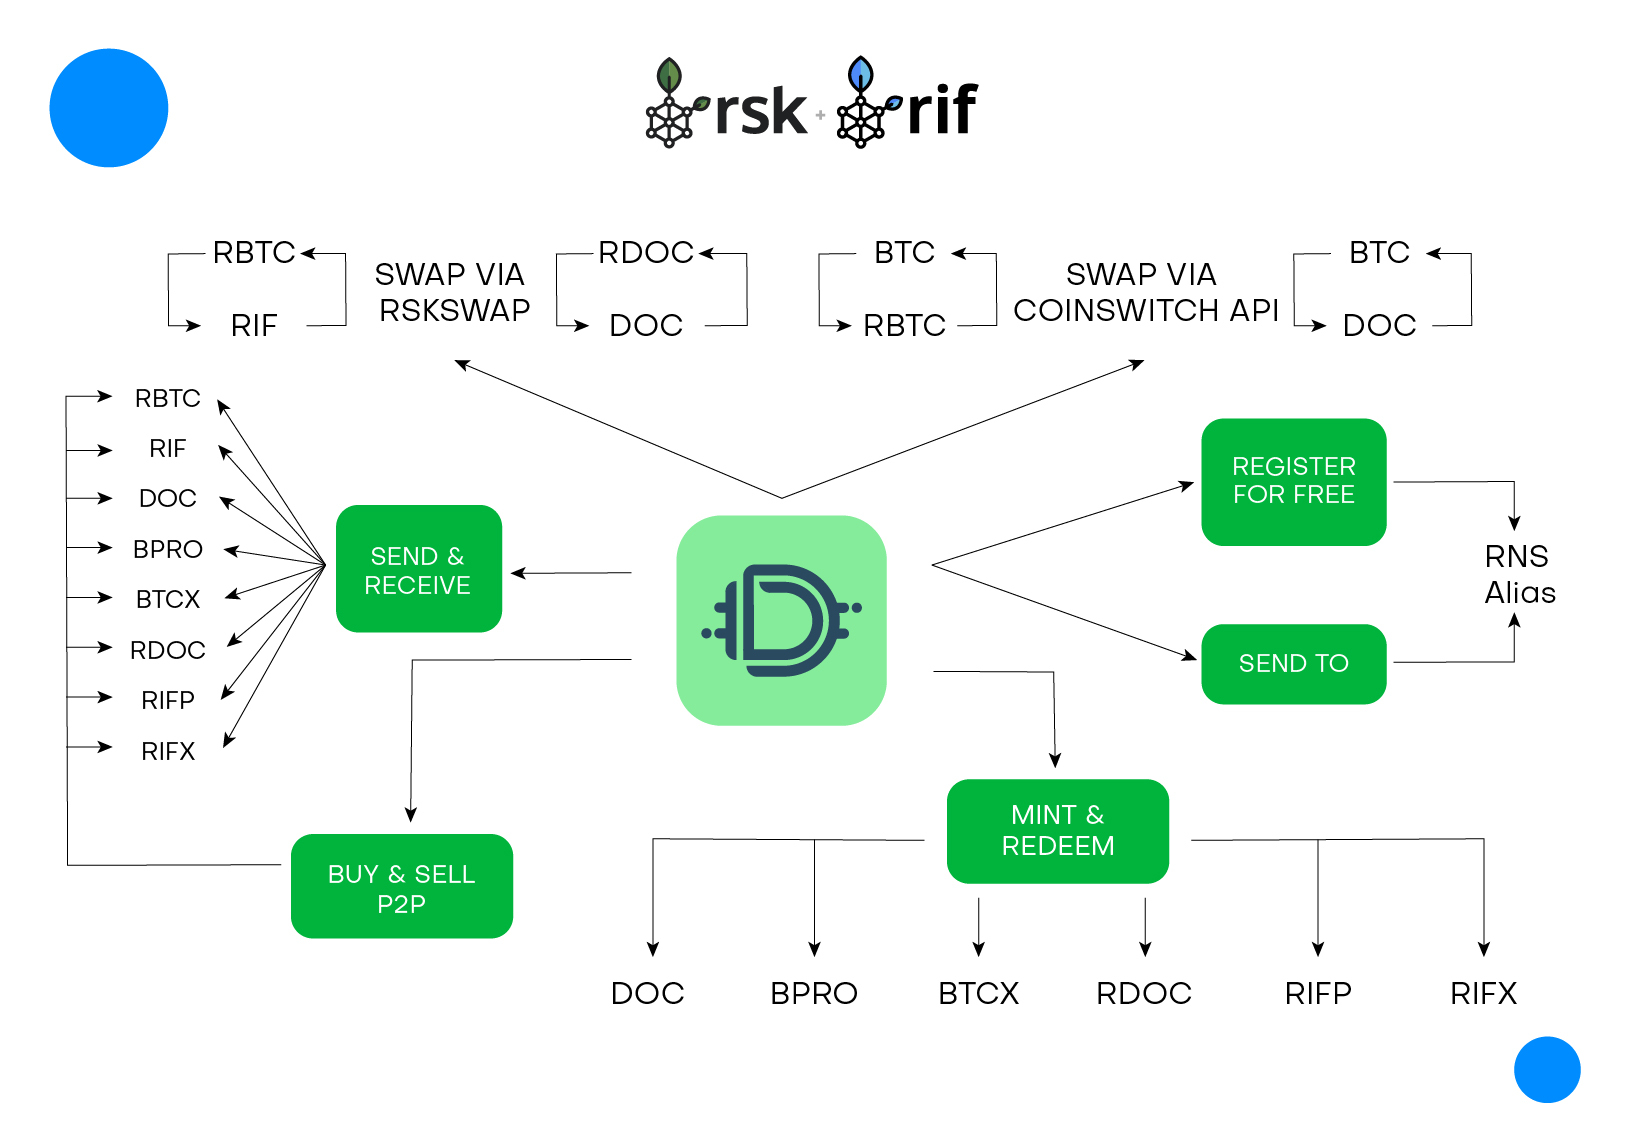 rsk + rif
RBTC
RIF
SWAP VIA
RSKSWAP
RDOC
DOC
BTC
RBTC
SWAP VIA
COINSWITCH API
BTC
DOC
RBTC
RIF
DOC
BPRO
BTCX
RDOC
RIFP
RIFX
SEND &
RECEIVE
REGISTER
FOR FREE
RNS
Alias
SEND TO
BUY & SELL
P2P
MINT &
REDEEM
DOC
BPRO
BTCX
RDOC
RIFP
RIFX